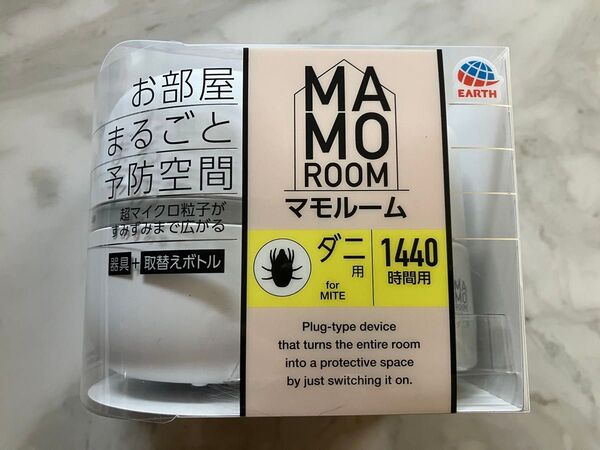 お部屋
まるごと
予防空間
超マイクロ粒子が
すみずみまで広がる
器具+取替えボトル
MA
MO
ROOM
マモルーム
ダニ用
for
MITE
1440
時間用
Plug-type device
that turns the entire room
into a protective space
by just switching it on.
EARTH
MA
MO
ROOM